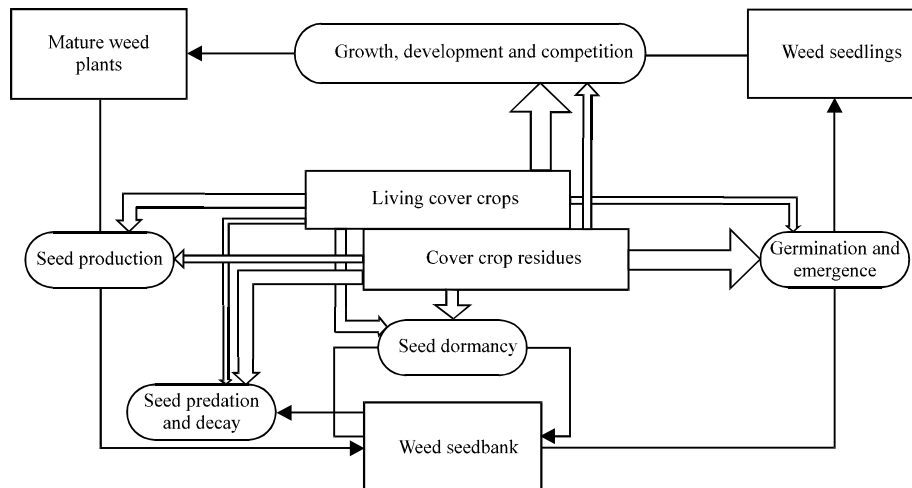 Mature weed
plants
Growth, development and competition
Weed seedlings
Living cover crops
Seed production
Cover crop residues
Germination and
emergence
Seed dormancy
Seed predation
and decay
Weed seedbank